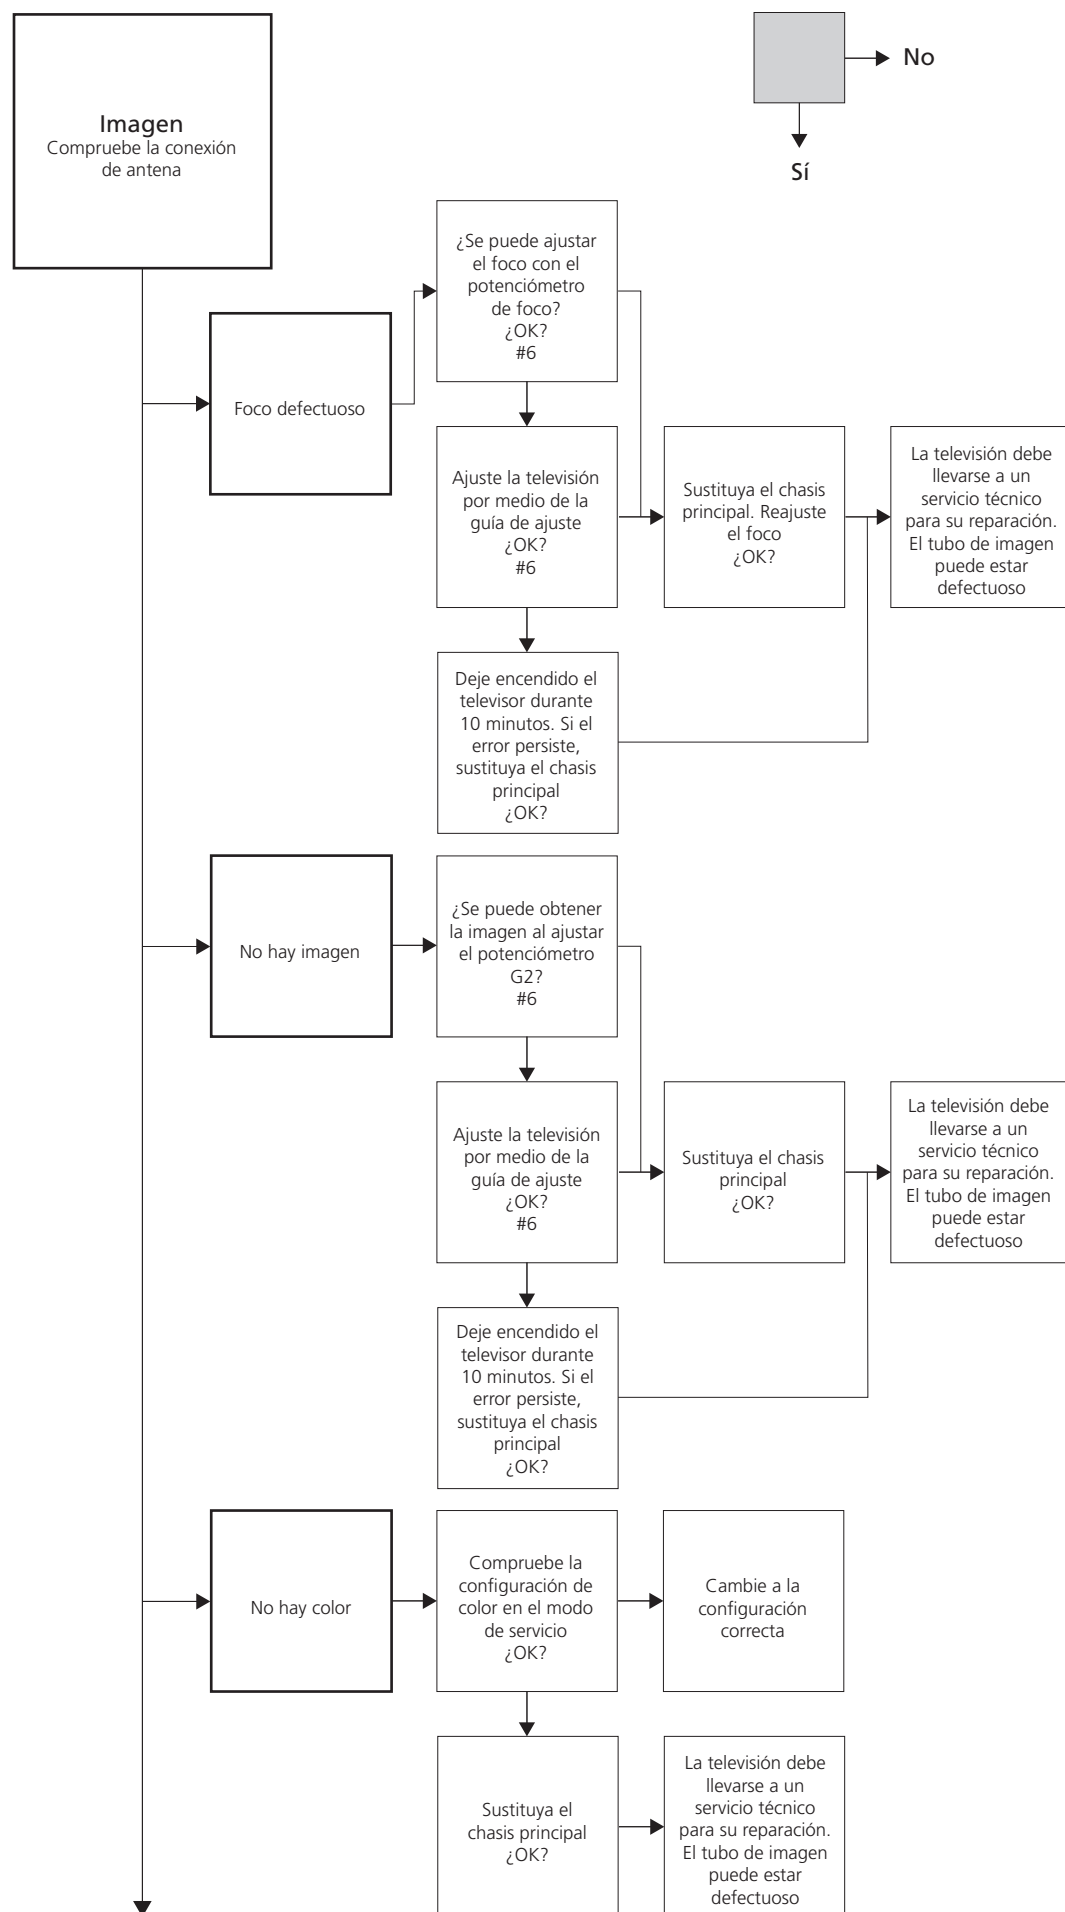 Imagen
Compruebe la conexión
de antena
No
Sí
¿Se puede ajustar
el foco con el
potenciómetro
de foco?
¿OK?
#6
Foco defectuoso
Ajuste la televisión
por medio de la
guía de ajuste
¿OK?
#6
Sustituya el chasis
principal. Reajuste
el foco
¿OK?
La televisión debe
llevarse a un
servicio técnico
para su reparación.
El tubo de imagen
puede estar
defectuoso
Deje encendido el
televisor durante
10 minutos. Si el
error persiste,
sustituya el chasis
principal
¿OK?
No hay imagen
¿Se puede obtener
la imagen al ajustar
el potenciómetro
G2?
#6
Ajuste la televisión
por medio de la
guía de ajuste
¿OK?
#6
Sustituya el chasis
principal
¿OK?
La televisión debe
llevarse a un
servicio técnico
para su reparación.
El tubo de imagen
puede estar
defectuoso
Deje encendido el
televisor durante
10 minutos. Si el
error persiste,
sustituya el chasis
principal
¿OK?
No hay color
Compruebe la
configuración de
color en el modo
de servicio
¿OK?
Cambie a la
configuración
correcta
Sustituya el
chasis principal
¿OK?
La televisión debe
llevarse a un
servicio técnico
para su reparación.
El tubo de imagen
puede estar
defectuoso